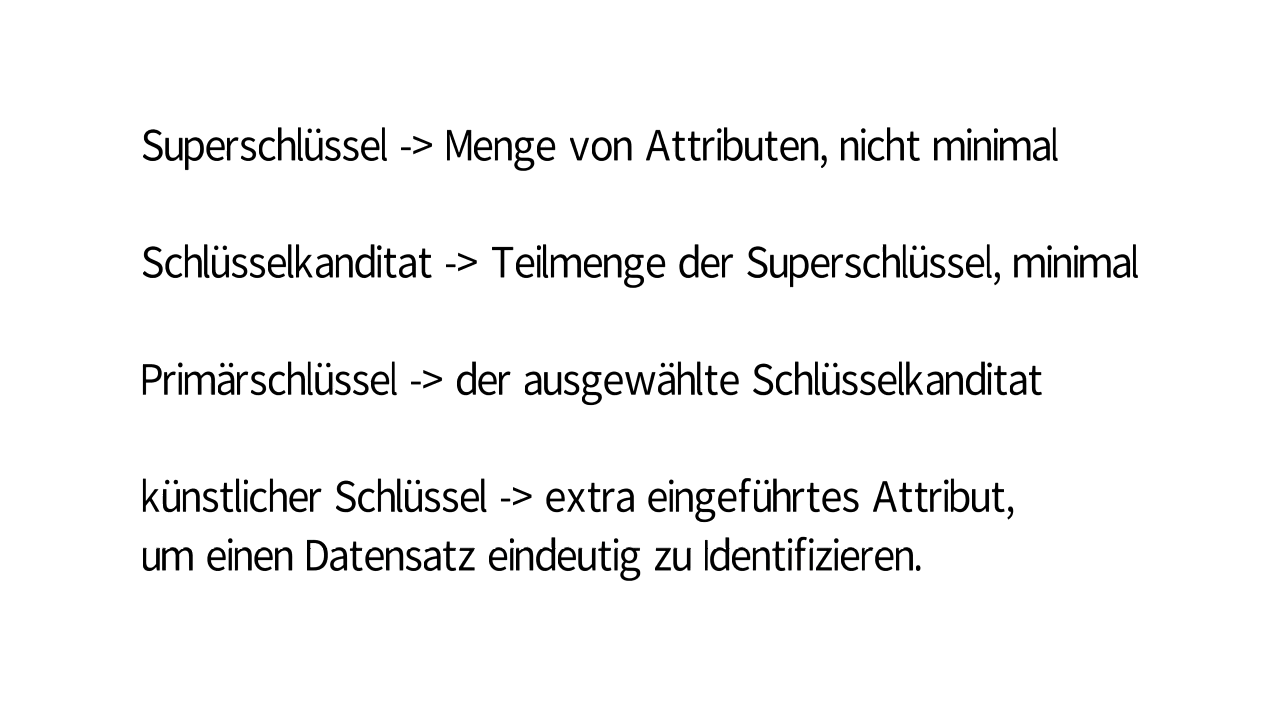 Superschlüssel -> Menge von Attributen, nicht minimal
Schlüsselkanditat -> Teilmenge der Superschlüssel, minimal
Primärschlüssel -> der ausgewählte Schlüsselkanditat
künstlicher Schlüssel -> extra eingeführtes Attribut,
um einen Datensatz eindeutig zu Identifizieren.